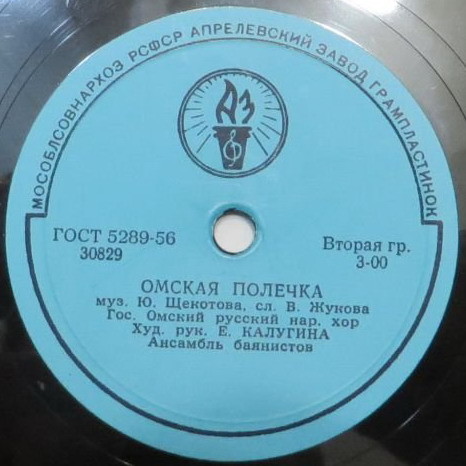 МОСОБЛСОВНАРХОЗ РСФСР АПРЕЛЕВСКИЙ ЗАВОД ГРАМПЛАСТИНОК
АЗ
ГОСТ 5289-56
30829
Вторая гр.
3-00
ОМСКАЯ ПОЛЕЧКА
муз. Ю. Щекотова, сл. В. Жукова
Гос. Омский русский нар. хор
Худ. рук. Е. КАЛУГИНА
Ансамбль баянистов